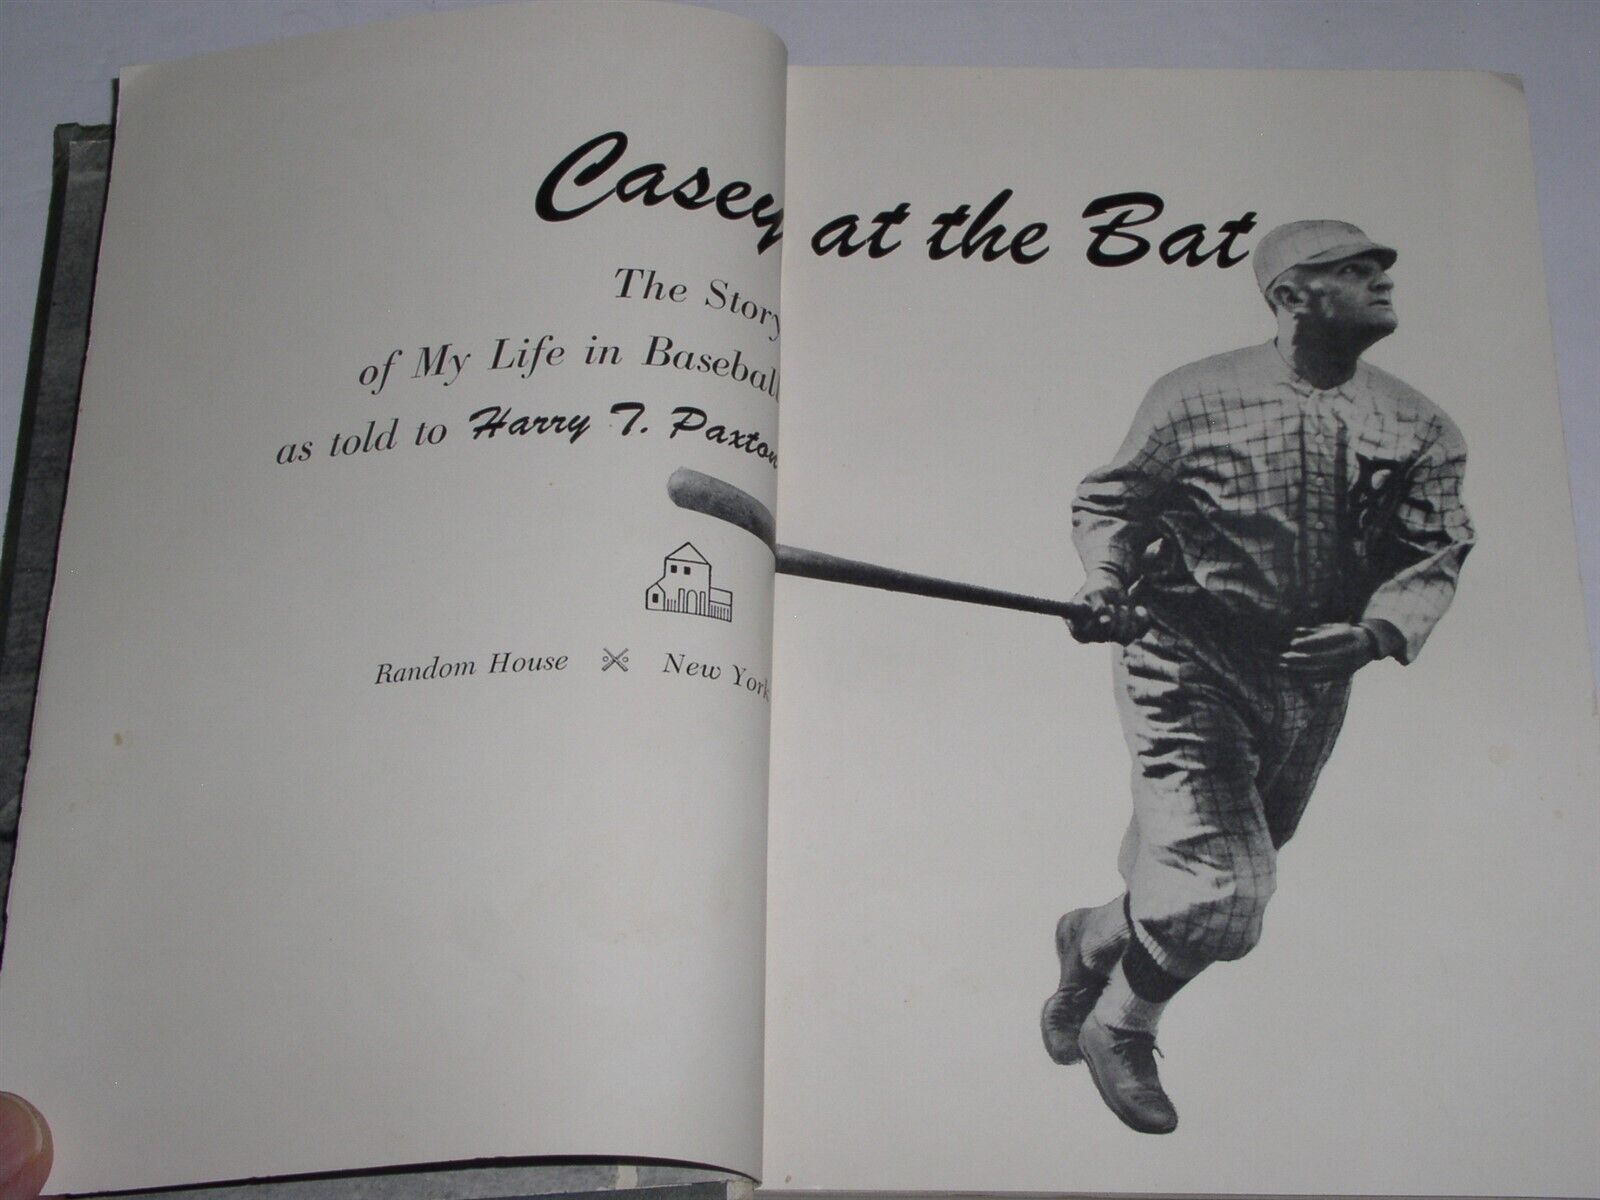 Casey at the Bat
The Story
of My Life in Baseball
as told to Harry T. Paxton
Random House New York
P